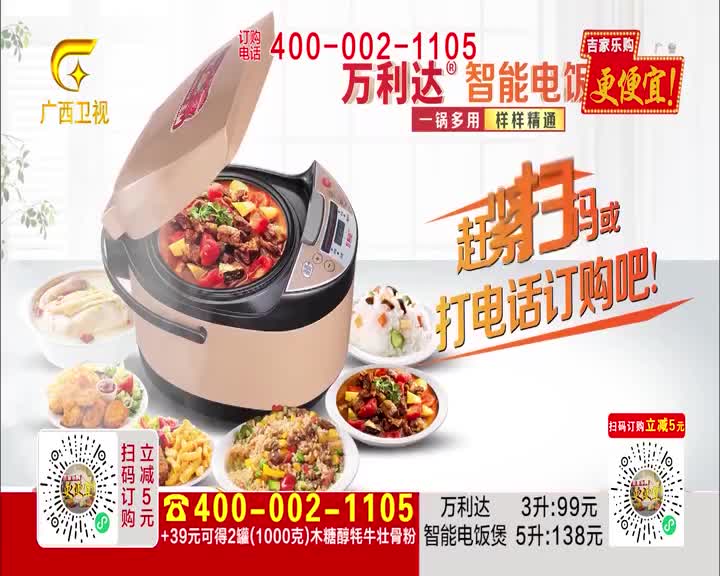 广西卫视
订购电话 400-002-1105
万利达® 智能电饭
一锅多用 样样精通
吉家乐购
更便宜!
广告
赶紧扫码或
打电话订购吧!
立减5元
扫码订购
扫码订购 立减5元
☎400-002-1105
+39元可得2罐(1000克)木糖醇牦牛壮骨粉
万利达 3升:99元
智能电饭煲 5升:138元